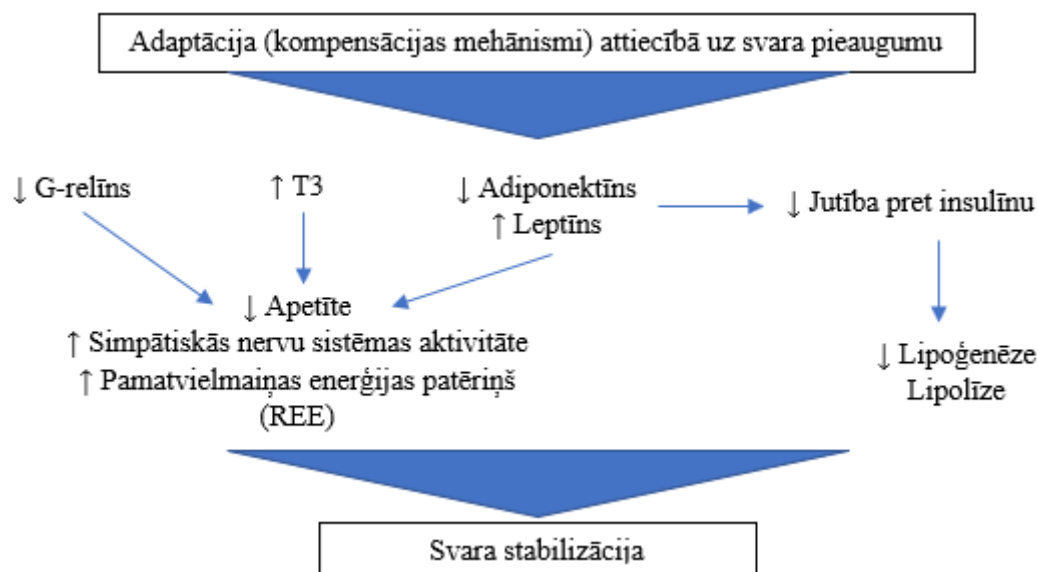 Adaptācija (kompensācijas mehānismi) attiecībā uz svara pieaugumu
↓ G-relīns
↑ T3
↓ Adiponektīns
↑ Leptīns
↓ Jutība pret insulīnu
↓ Apetīte
↑ Simpātiskās nervu sistēmas aktivitāte
↑ Pamatvielmaiņas enerģijas patēriņš
(REE)
↓ Lipoģenēze
Lipolīze
Svara stabilizācija